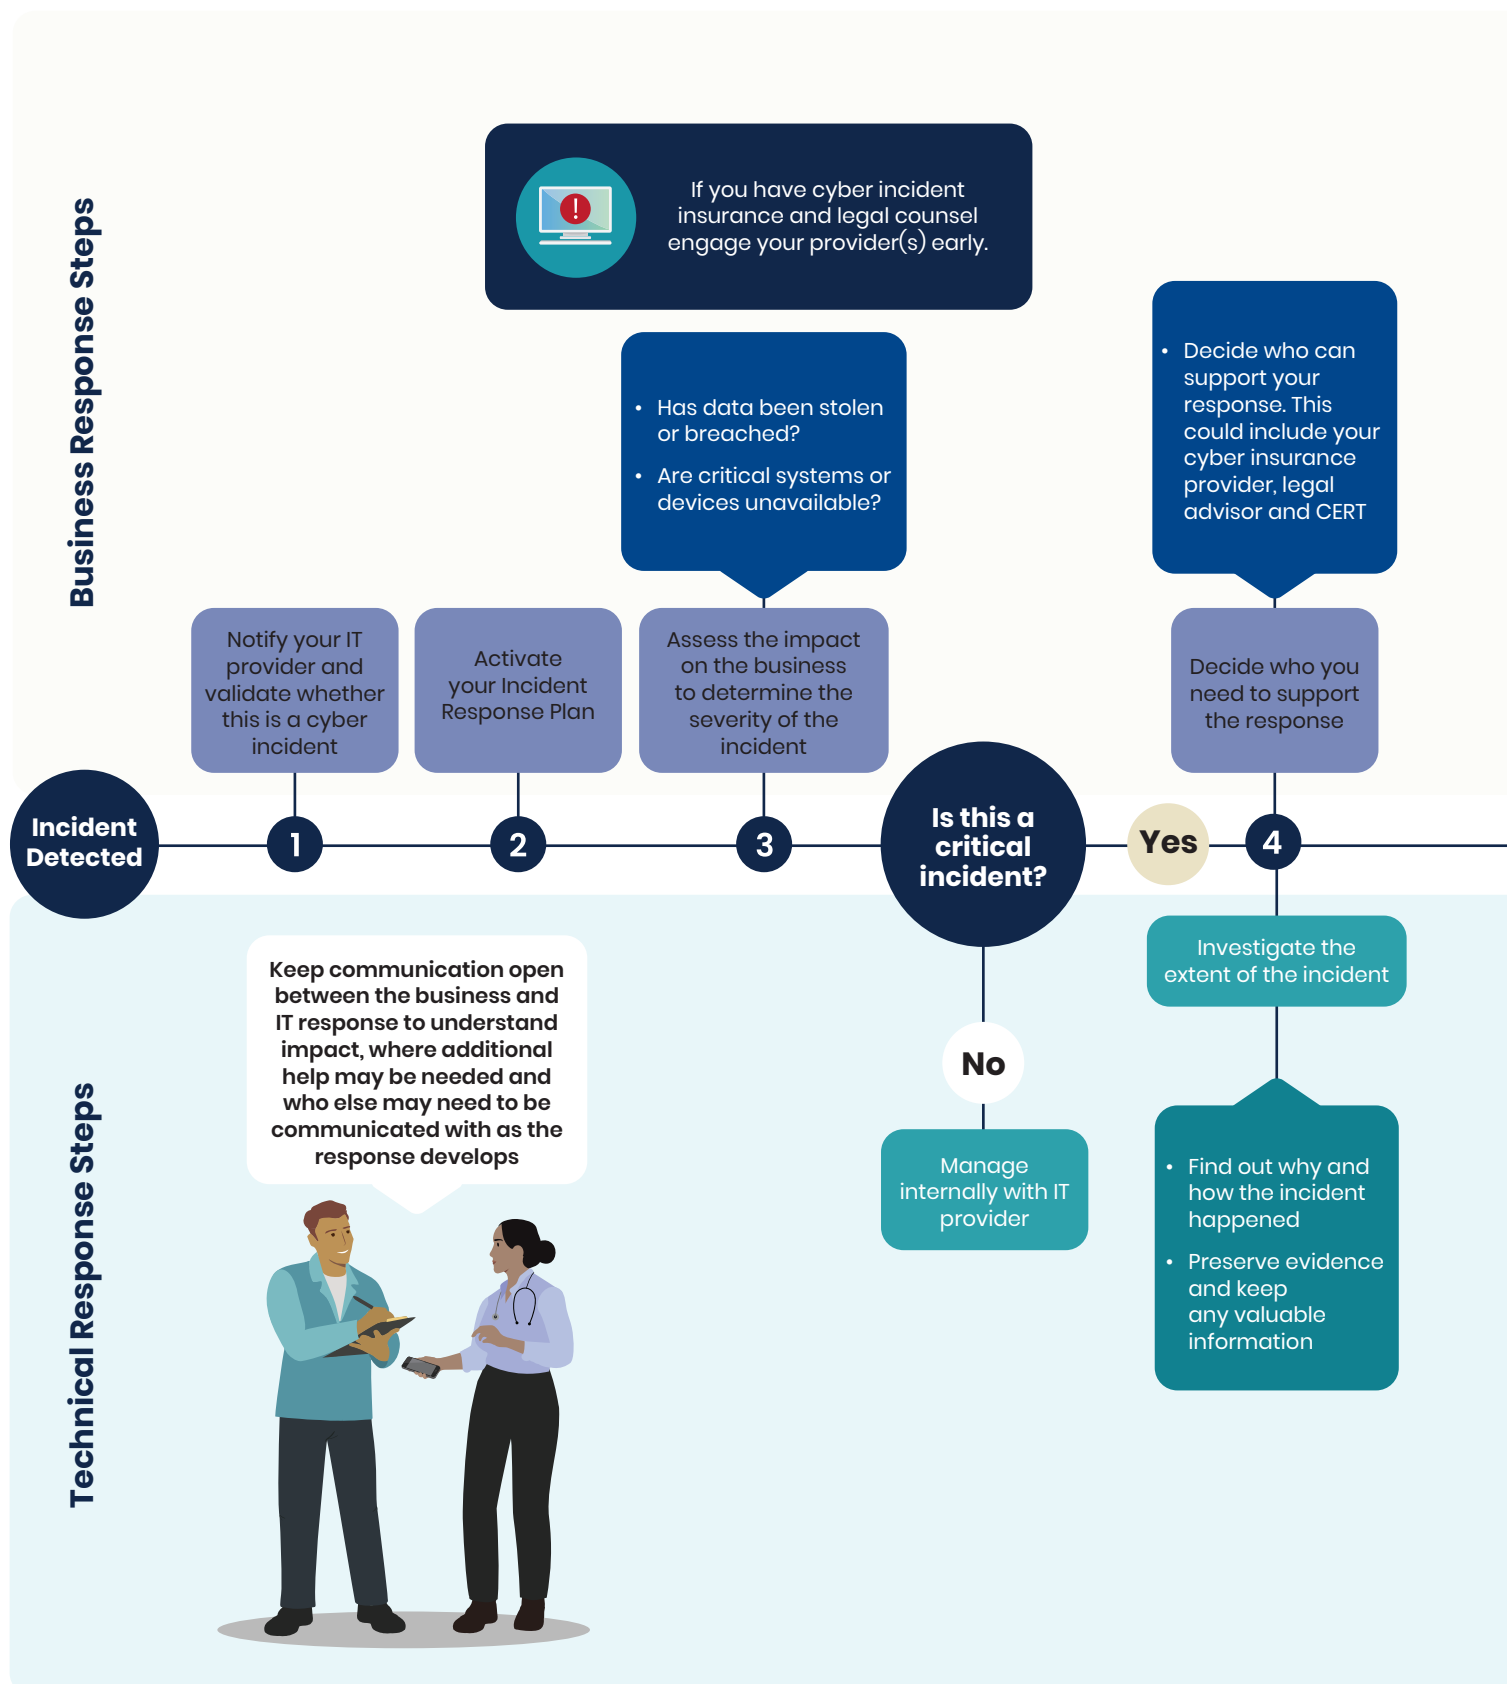 Business Response Steps
If you have cyber incident
insurance and legal counsel
engage your provider(s) early.
• Has data been stolen
or breached?
• Are critical systems or
devices unavailable?
• Decide who can
support your
response. This
could include your
cyber insurance
provider, legal
advisor and CERT
Notify your IT
provider and
validate whether
this is a cyber
incident
Activate
your Incident
Response Plan
Assess the impact
on the business
to determine the
severity of the
incident
Decide who you
need to support
the response
Incident
Detected
1
2
3
Is this a
critical
incident?
Yes
4
Technical Response Steps
Keep communication open
between the business and
IT response to understand
impact, where additional
help may be needed and
who else may need to be
communicated with as the
response develops
No
Manage
internally with IT
provider
Investigate the
extent of the incident
• Find out why and
how the incident
happened
• Preserve evidence
and keep
any valuable
information